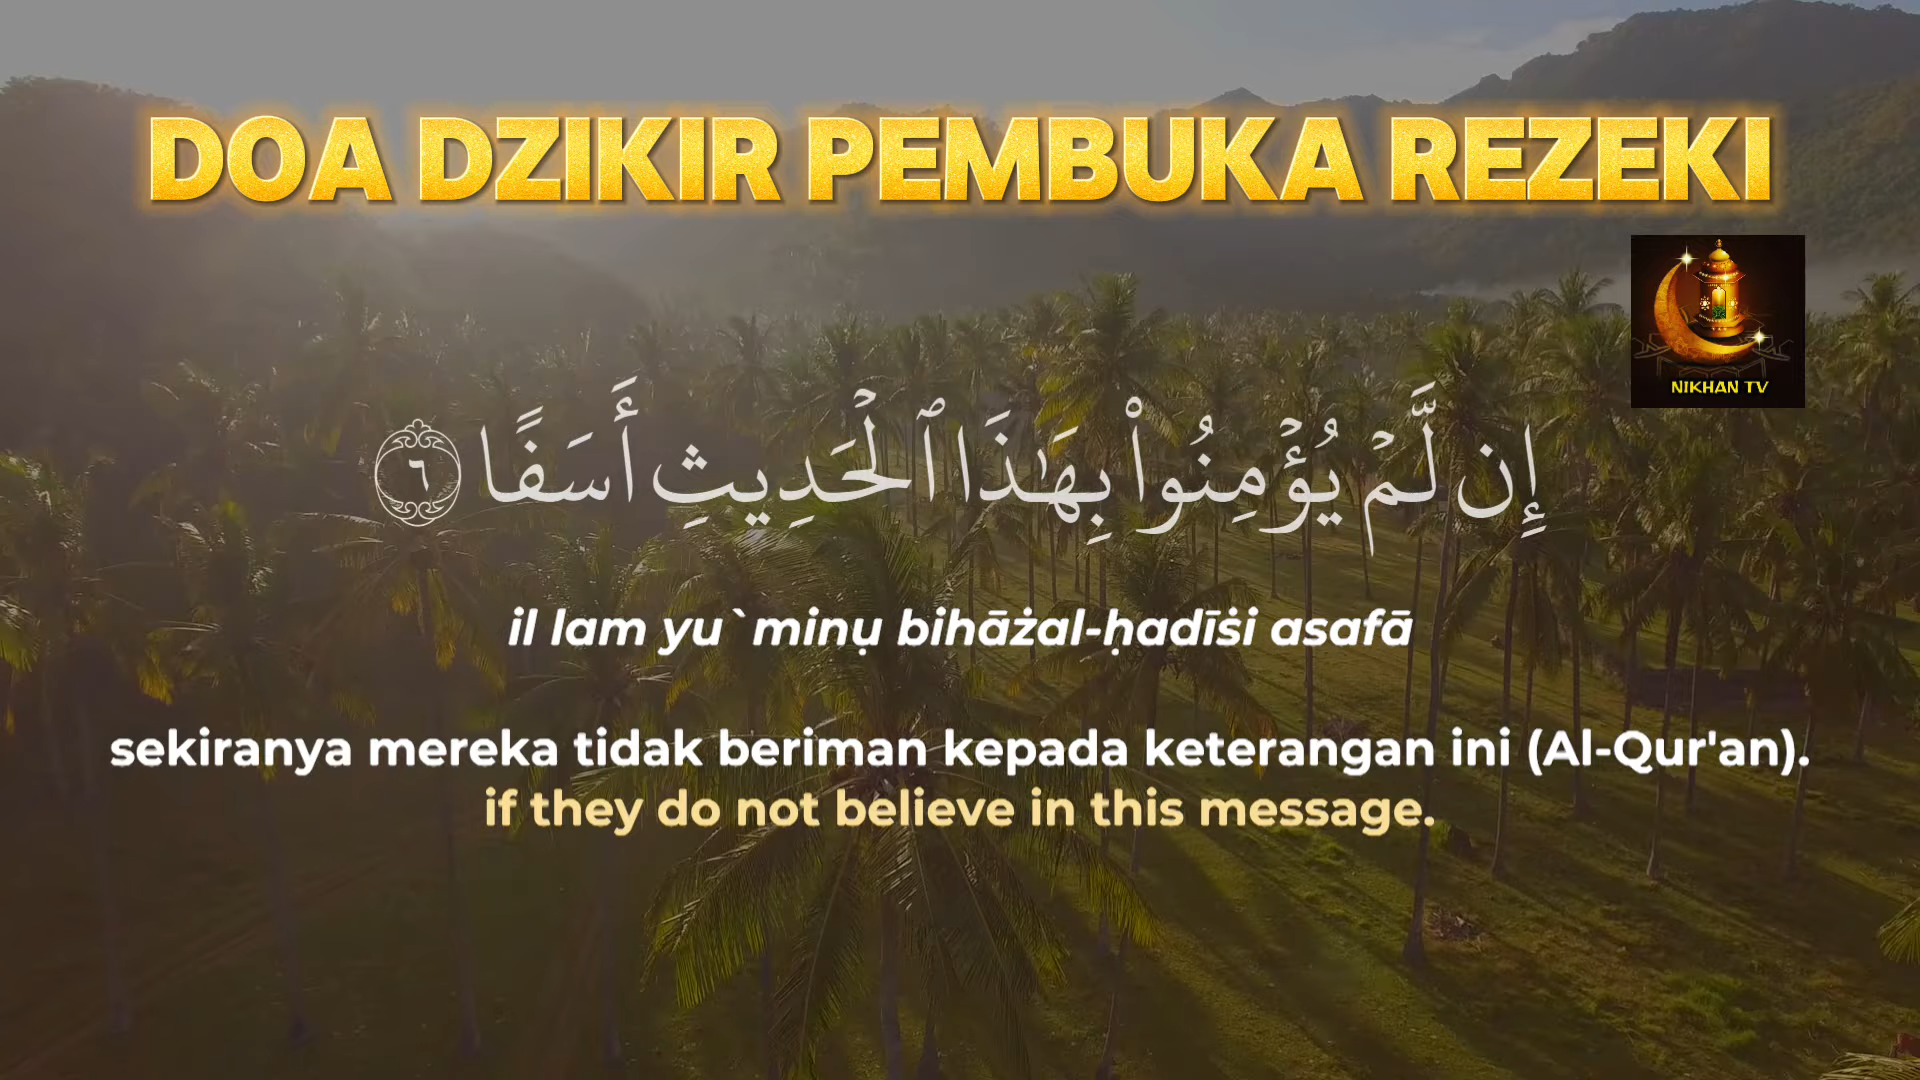 DOA DZIKIR PEMBUKA REZEKI
NIKHAN TV
إِن لَّمْ يُؤْمِنُوا۟ بِهَـٰذَا ٱلْحَدِيثِ أَسَفًا ٦
il lam yu`minụ bihāżal-ḥadīṡi asafā
sekiranya mereka tidak beriman kepada keterangan ini (Al-Qur'an).
if they do not believe in this message.